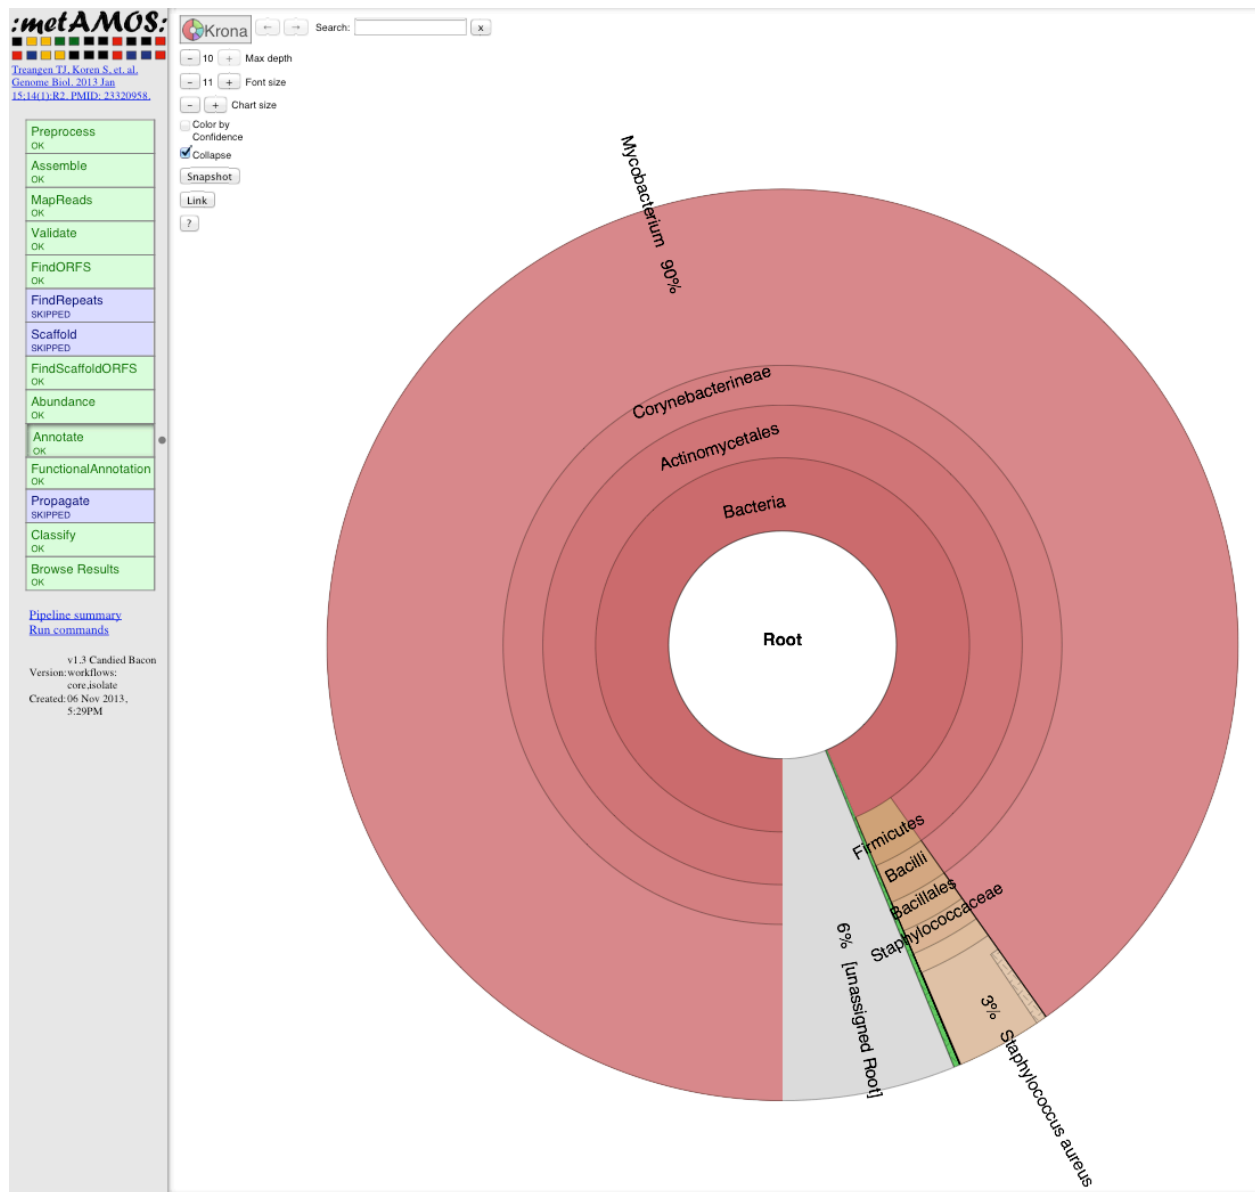 :metAMOS:
Treangen TJ, Koren S, et. al.
Genome Biol. 2013 Jan
15;14(1):R2. PMID: 23320958.
Preprocess
OK
Assemble
OK
MapReads
OK
Validate
OK
FindORFS
OK
FindRepeats
SKIPPED
Scaffold
SKIPPED
FindScaffoldORFS
OK
Abundance
OK
Annotate
OK
FunctionalAnnotation
OK
Propagate
SKIPPED
Classify
OK
Browse Results
OK
Pipeline summary
Run commands
v1.3 Candied Bacon
Version: workflows:
core,isolate
Created: 06 Nov 2013,
5:29PM
Krona ← → Search: x
- 10 + Max depth
- 11 + Font size
- + Chart size
Color by
Confidence
Collapse
Snapshot
Link
?
Mycobacterium 90%
Corynebacterineae
Actinomycetales
Bacteria
Root
Firmicutes
Bacilli
Bacillales
Staphylococcaceae
6% [unassigned Root]
3% Staphylococcus aureus